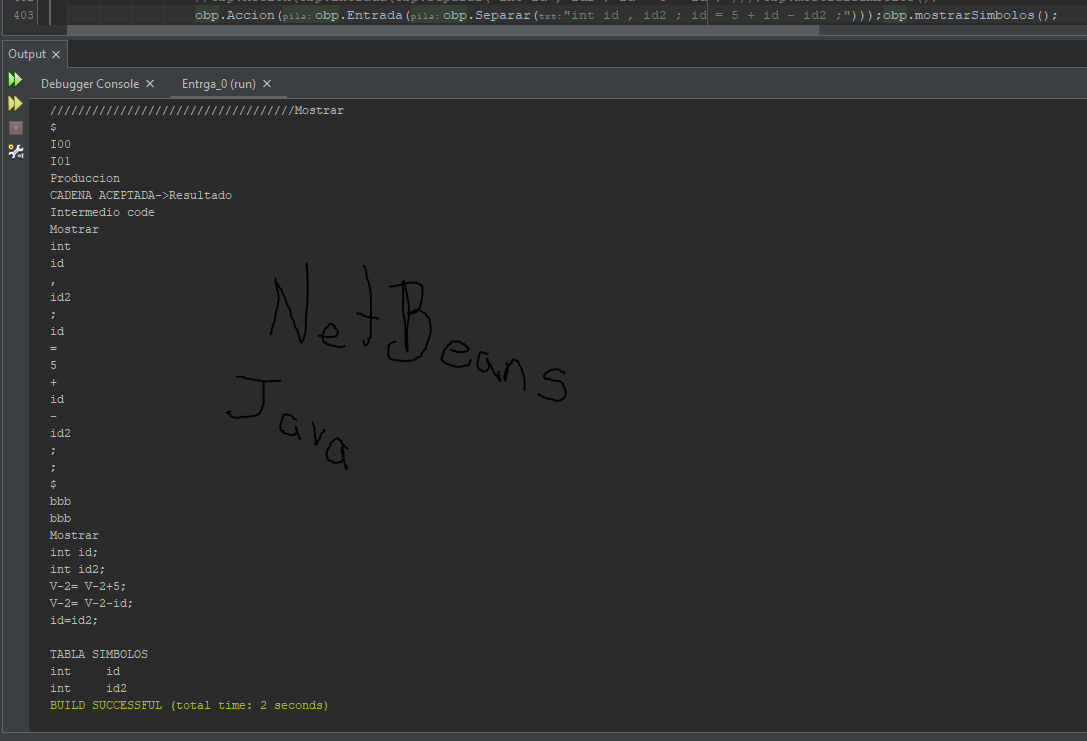 403 obp.Accion(pila:obp.Entrada(pila:obp.Separar(txt:"int id , id2 ; id = 5 + id - id2 ;")));obp.mostrarSimbolos();
Output
Debugger Console Entrga_0 (run)
///////////////////////////////////Mostrar
$
I00
I01
Produccion
CADENA ACEPTADA->Resultado
Intermedio code
Mostrar
int
id
,
id2
;
id
=
5
+
id
-
id2
;
;
$
bbb
bbb
Mostrar
int id;
int id2;
V-2= V-2+5;
V-2= V-2-id;
id=id2;
TABLA SIMBOLOS
int id
int id2
BUILD SUCCESSFUL (total time: 2 seconds)
NetBeans
Java